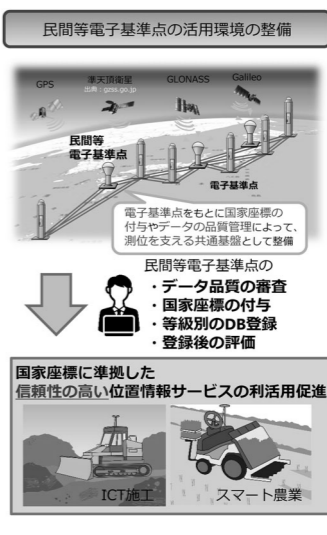 民間等電子基準点の活用環境の整備
GPS
準天頂衛星
出典：qzss.go.jp
GLONASS
Galileo
民間等
電子基準点
電子基準点
電子基準点をもとに国家座標の
付与やデータの品質管理によって、
測位を支える共通基盤として整備
民間等電子基準点の
・データ品質の審査
・国家座標の付与
・等級別のDB登録
・登録後の評価
国家座標に準拠した
信頼性の高い位置情報サービスの利活用促進
ICT施工
スマート農業